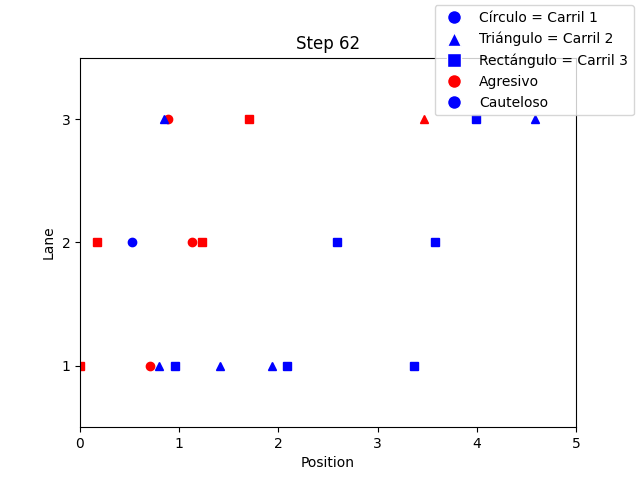 Step 62
Círculo = Carril 1
Triángulo = Carril 2
Rectángulo = Carril 3
Agresivo
Cauteloso
Lane
3
2
1
0 1 2 3 4 5
Position